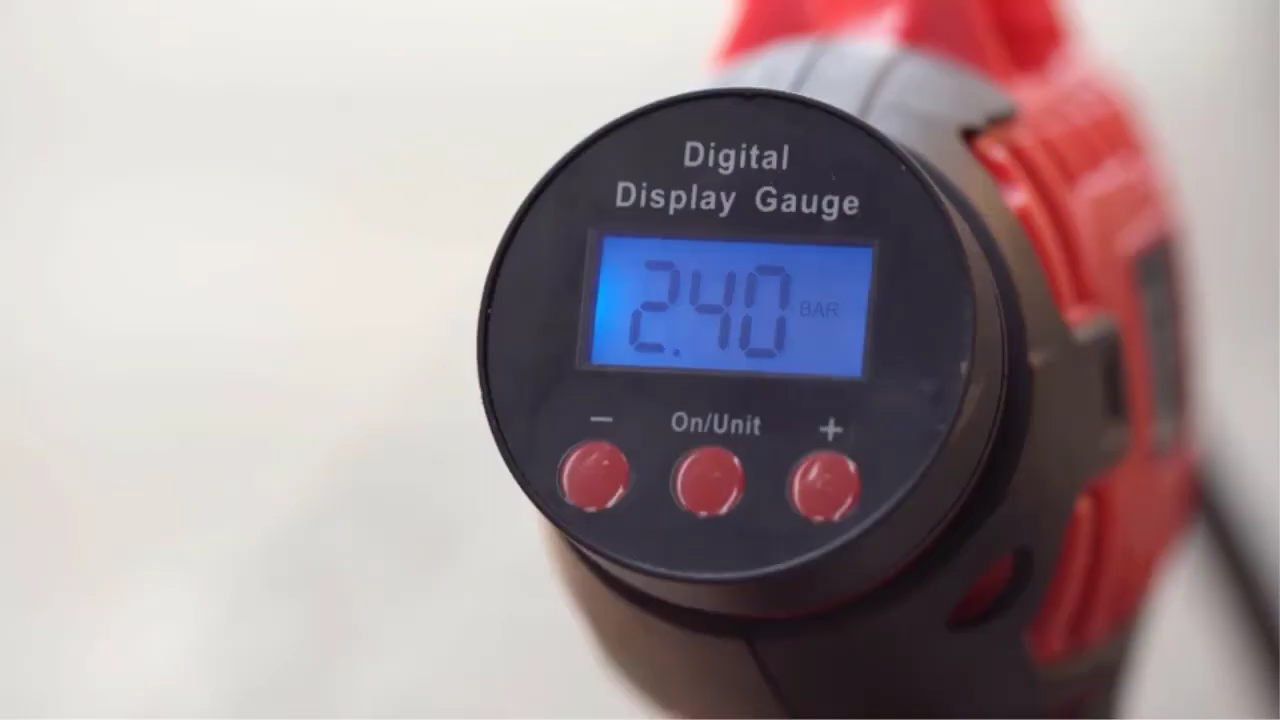 Digital
Display Gauge
2.40 BAR
− On/Unit +